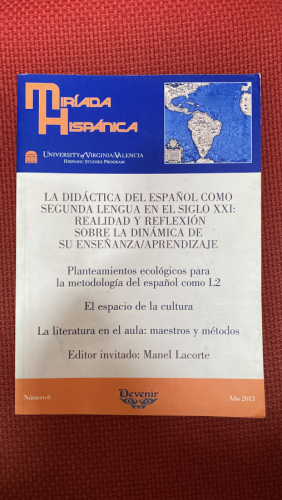 MIRÍADA
HISPÁNICA
UNIVERSITY of VIRGINIA-VALENCIA
HISPANIC STUDIES PROGRAM
LA DIDÁCTICA DEL ESPAÑOL COMO
SEGUNDA LENGUA EN EL SIGLO XXI:
REALIDAD Y REFLEXIÓN
SOBRE LA DINÁMICA DE
SU ENSEÑANZA/APRENDIZAJE
Planteamientos ecológicos para
la metodología del español como L2
El espacio de la cultura
La literatura en el aula: maestros y métodos
Editor invitado: Manel Lacorte
Número 6
Devenir
Año 2013